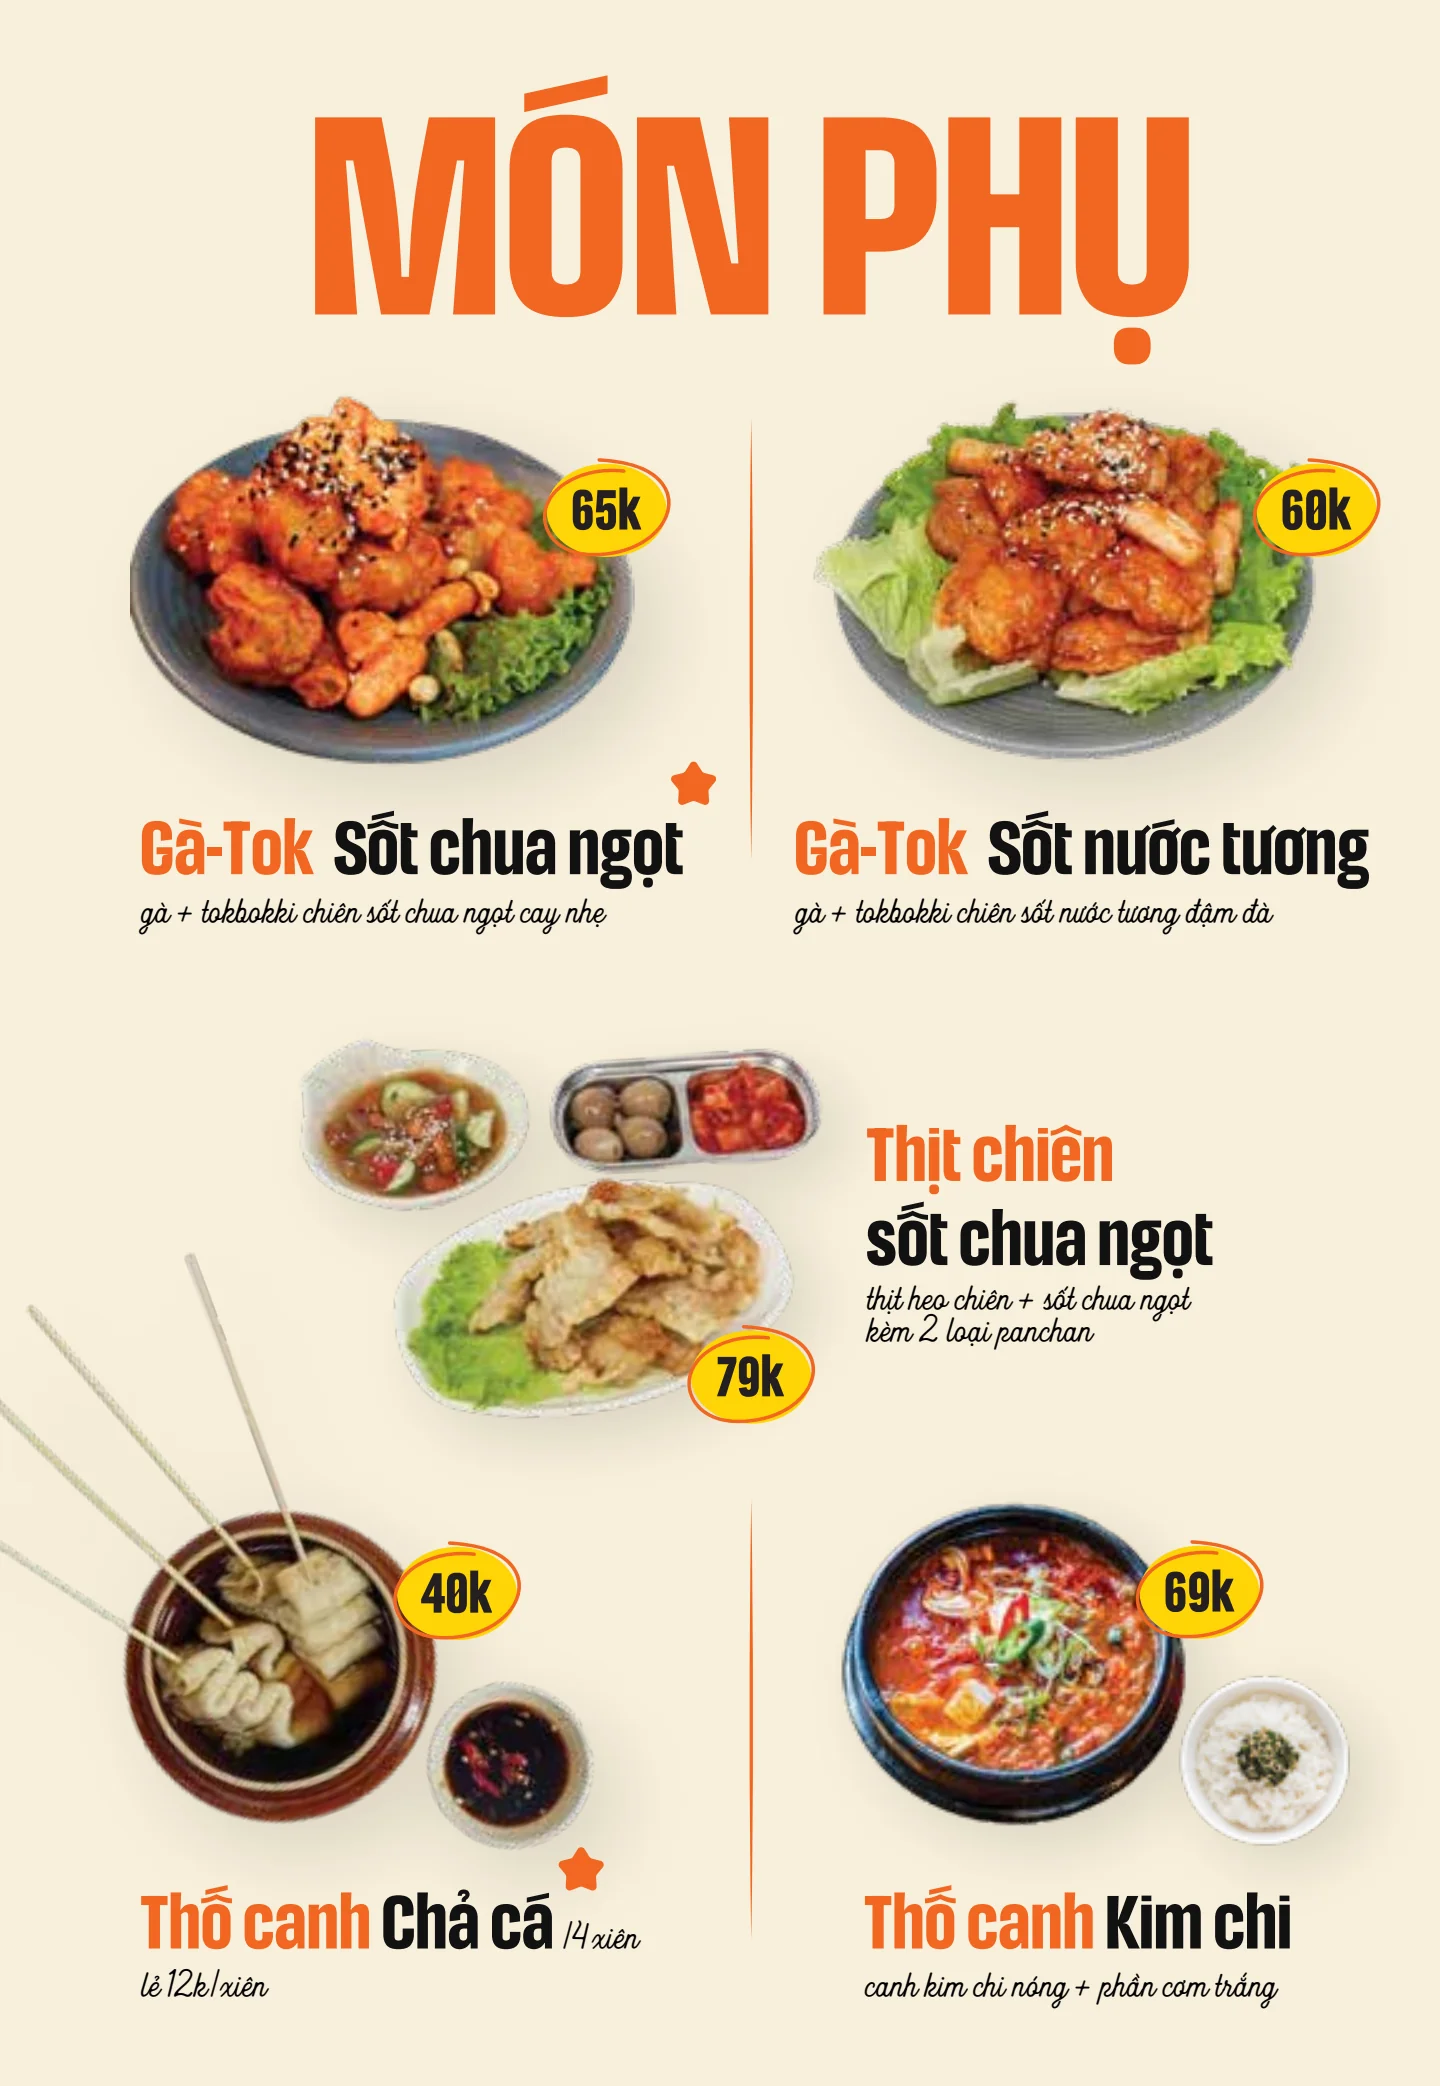 MÓN PHỤ
65k
60k
Gà-Tok Sốt chua ngọt
gà + tokbokki chiên sốt chua ngọt cay nhẹ
Gà-Tok Sốt nước tương
gà + tokbokki chiên sốt nước tương đậm đà
Thịt chiên
sốt chua ngọt
thịt heo chiên + sốt chua ngọt
kèm 2 loại panchan
79k
40k
69k
Thố canh Chả cá /4 xiên
lẻ 12k/xiên
Thố canh Kim chi
canh kim chi nóng + phần cơm trắng